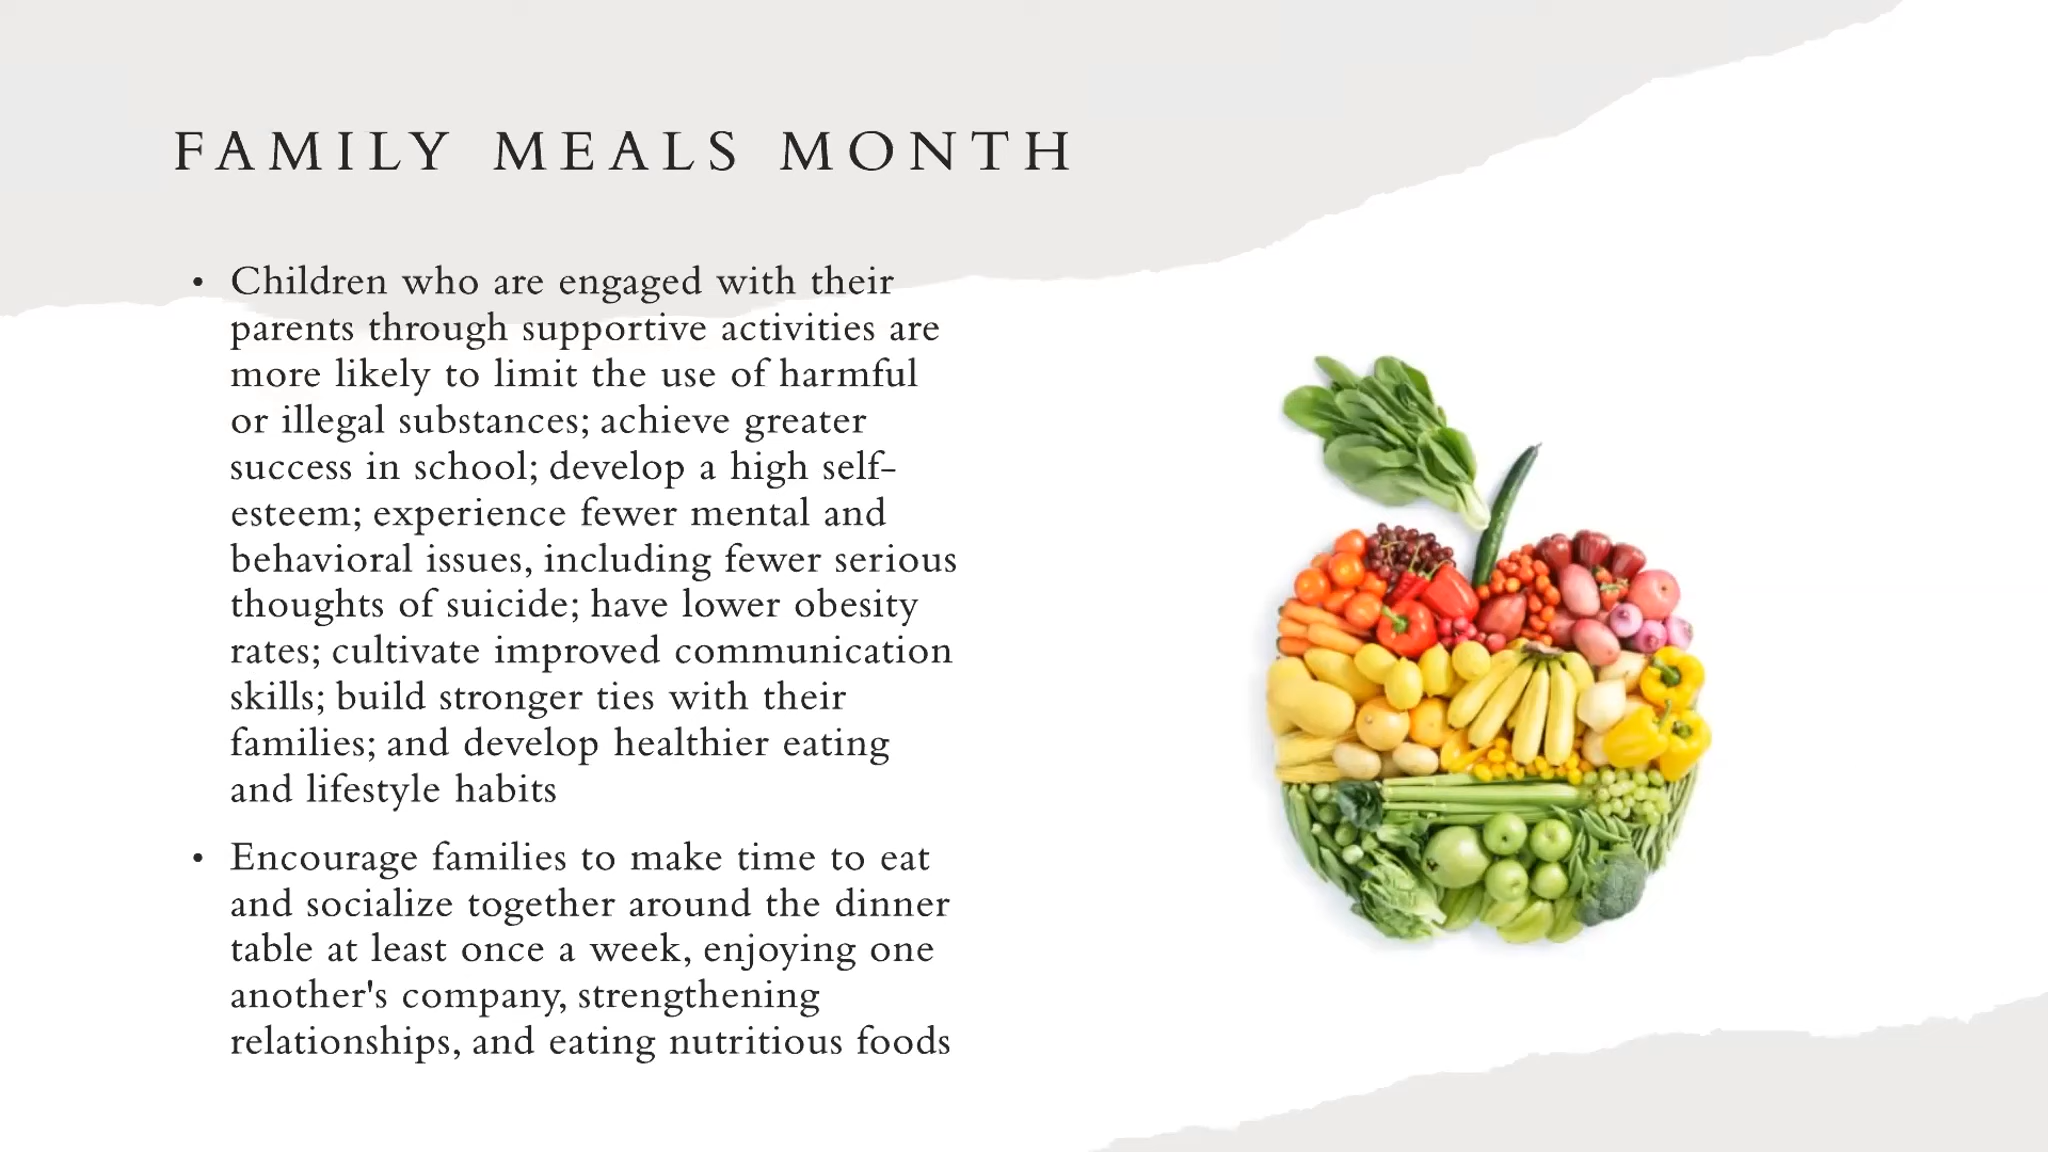 FAMILY MEALS MONTH
• Children who are engaged with their
parents through supportive activities are
more likely to limit the use of harmful
or illegal substances; achieve greater
success in school; develop a high self-
esteem; experience fewer mental and
behavioral issues, including fewer serious
thoughts of suicide; have lower obesity
rates; cultivate improved communication
skills; build stronger ties with their
families; and develop healthier eating
and lifestyle habits
• Encourage families to make time to eat
and socialize together around the dinner
table at least once a week, enjoying one
another's company, strengthening
relationships, and eating nutritious foods